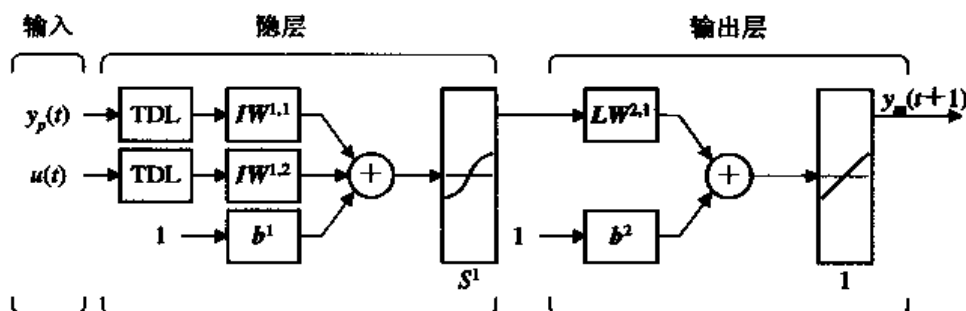 输入 隐层 输出层
y_p(t) TDL IW^{1,1} LW^{2,1} y_m(t+1)
u(t) TDL IW^{1,2}
1 b^1 1 b^2
S^1 1